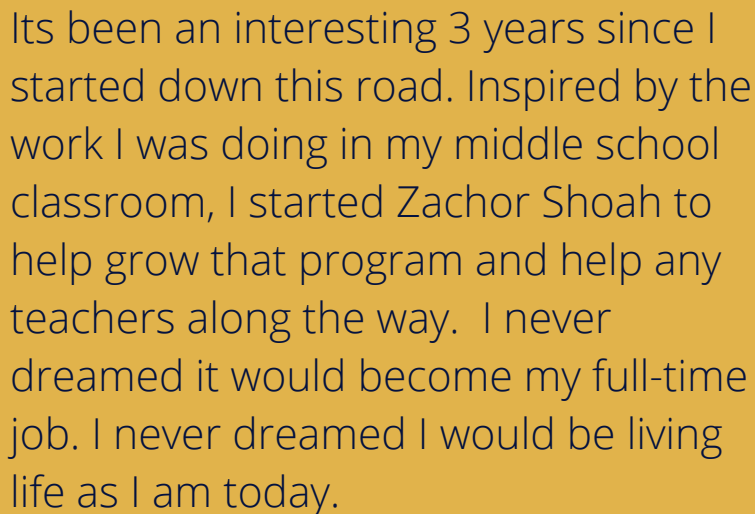 Its been an interesting 3 years since I
started down this road. Inspired by the
work I was doing in my middle school
classroom, I started Zachor Shoah to
help grow that program and help any
teachers along the way.  I never
dreamed it would become my full-time
job. I never dreamed I would be living
life as I am today.